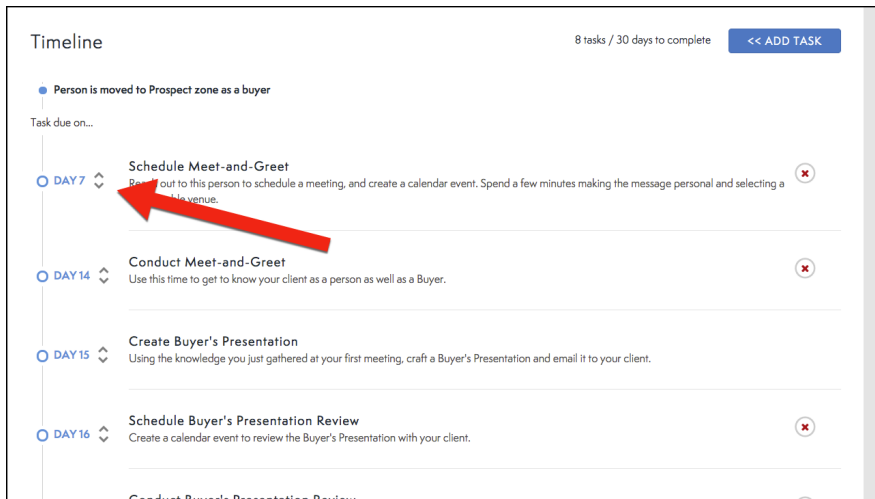 Timeline
8 tasks / 30 days to complete
<< ADD TASK
Person is moved to Prospect zone as a buyer
Task due on...
DAY 7
Schedule Meet-and-Greet
out to this person to schedule a meeting, and create a calendar event. Spend a few minutes making the message personal and selecting a
venue.
DAY 14
Conduct Meet-and-Greet
Use this time to get to know your client as a person as well as a Buyer.
DAY 15
Create Buyer's Presentation
Using the knowledge you just gathered at your first meeting, craft a Buyer's Presentation and email it to your client.
DAY 16
Schedule Buyer's Presentation Review
Create a calendar event to review the Buyer's Presentation with your client.
Conduct Buyer's Presentation Review